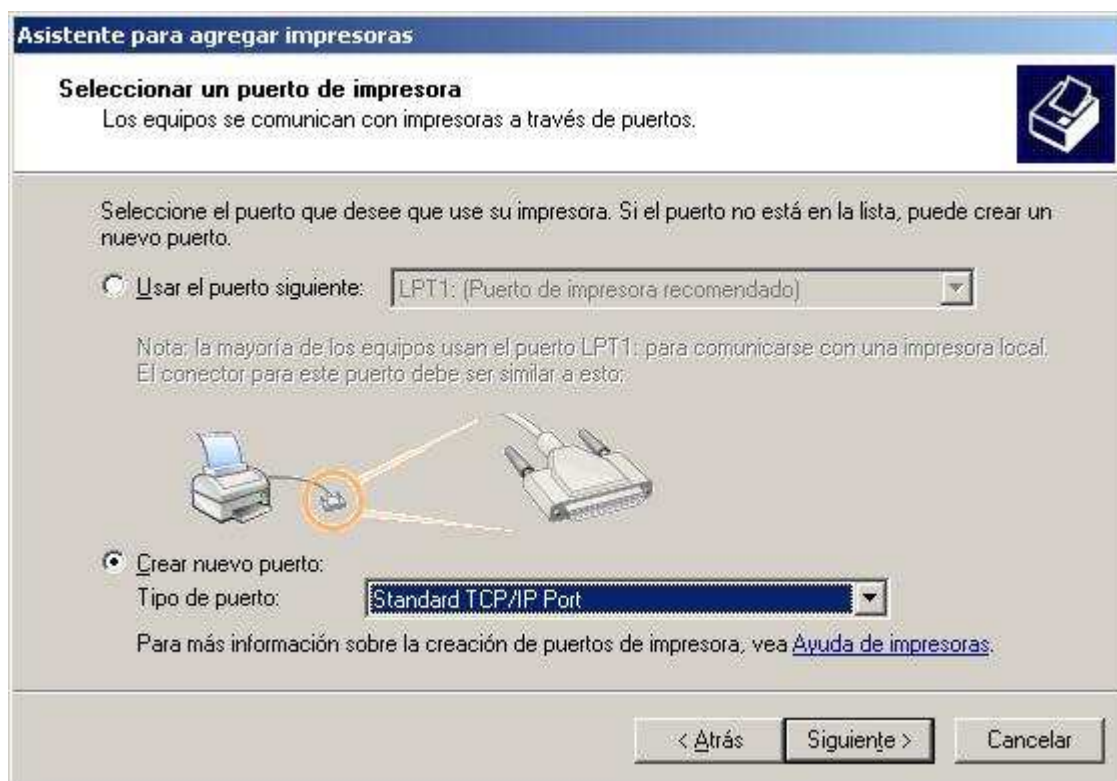 Asistente para agregar impresoras
Seleccionar un puerto de impresora
Los equipos se comunican con impresoras a través de puertos.
Seleccione el puerto que desee que use su impresora. Si el puerto no está en la lista, puede crear un
nuevo puerto.
Usar el puerto siguiente: LPT1: (Puerto de impresora recomendado)
Nota: la mayoría de los equipos usan el puerto LPT1: para comunicarse con una impresora local.
El conector para este puerto debe ser similar a esto:
Crear nuevo puerto:
Tipo de puerto: Standard TCP/IP Port
Para más información sobre la creación de puertos de impresora, vea Ayuda de impresoras.
< Atrás Siguiente > Cancelar